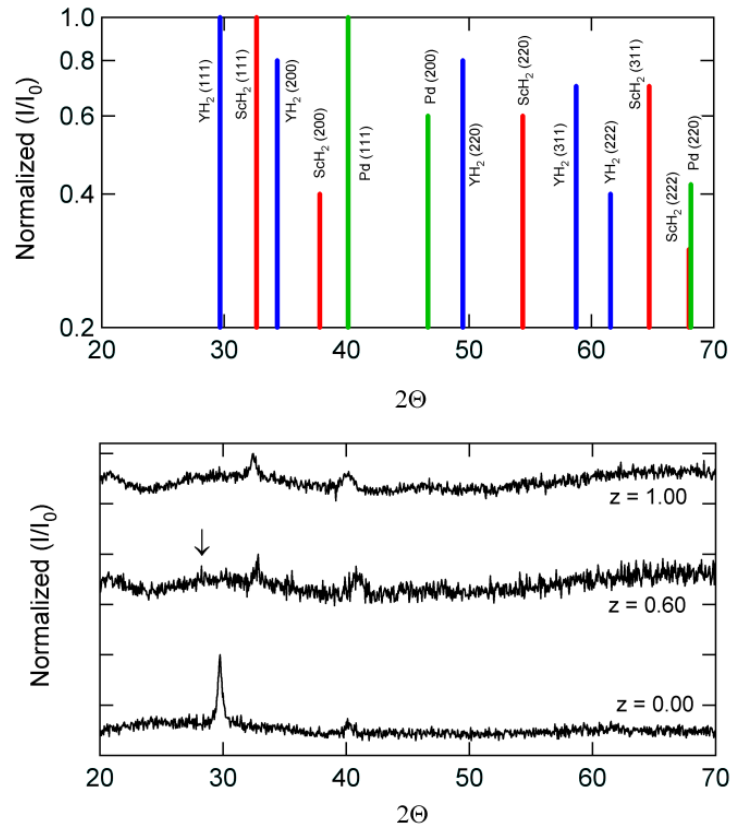 Normalized (I/I₀)
1.0
0.8
0.6
0.4
0.2
YH₂ (111)
ScH₂ (111)
YH₂ (200)
ScH₂ (200)
Pd (111)
Pd (200)
YH₂ (220)
ScH₂ (220)
YH₂ (311)
YH₂ (222)
ScH₂ (311)
ScH₂ (222)
Pd (220)
20 30 40 50 60 70
2Θ
Normalized (I/I₀)
↓
z = 1.00
z = 0.60
z = 0.00
20 30 40 50 60 70
2Θ